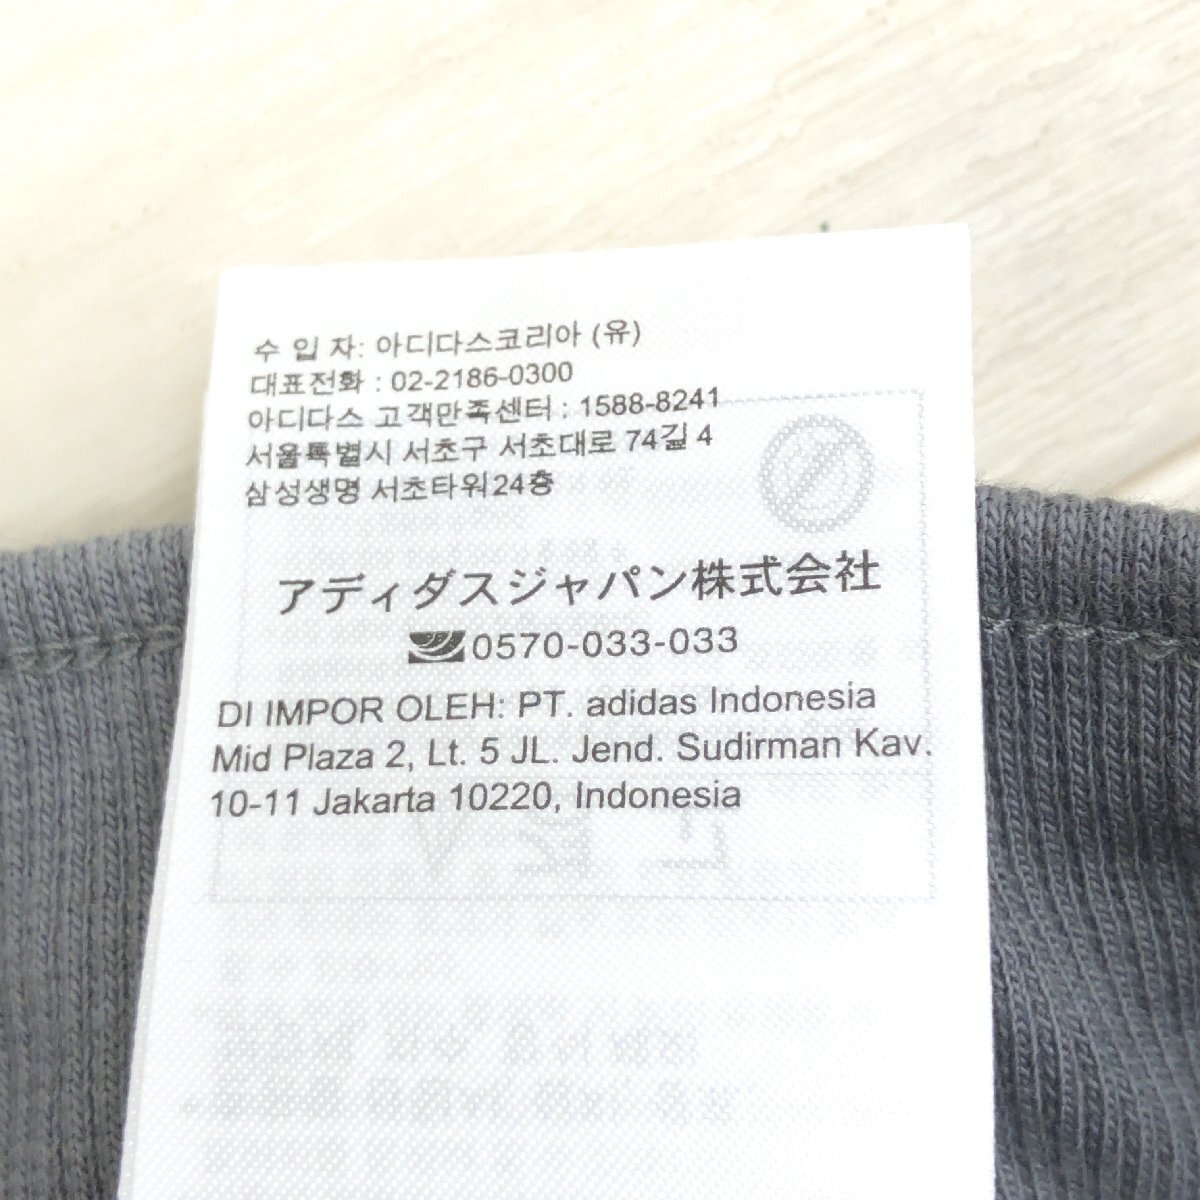 수 입 자: 아디다스코리아 (유)
대표전화 : 02-2186-0300
아디다스 고객만족센터 : 1588-8241
서울특별시 서초구 서초대로 74길 4
삼성생명 서초타워24층
アディダスジャパン株式会社
0570-033-033
DI IMPOR OLEH: PT. adidas Indonesia
Mid Plaza 2, Lt. 5 JL. Jend. Sudirman Kav.
10-11 Jakarta 10220, Indonesia